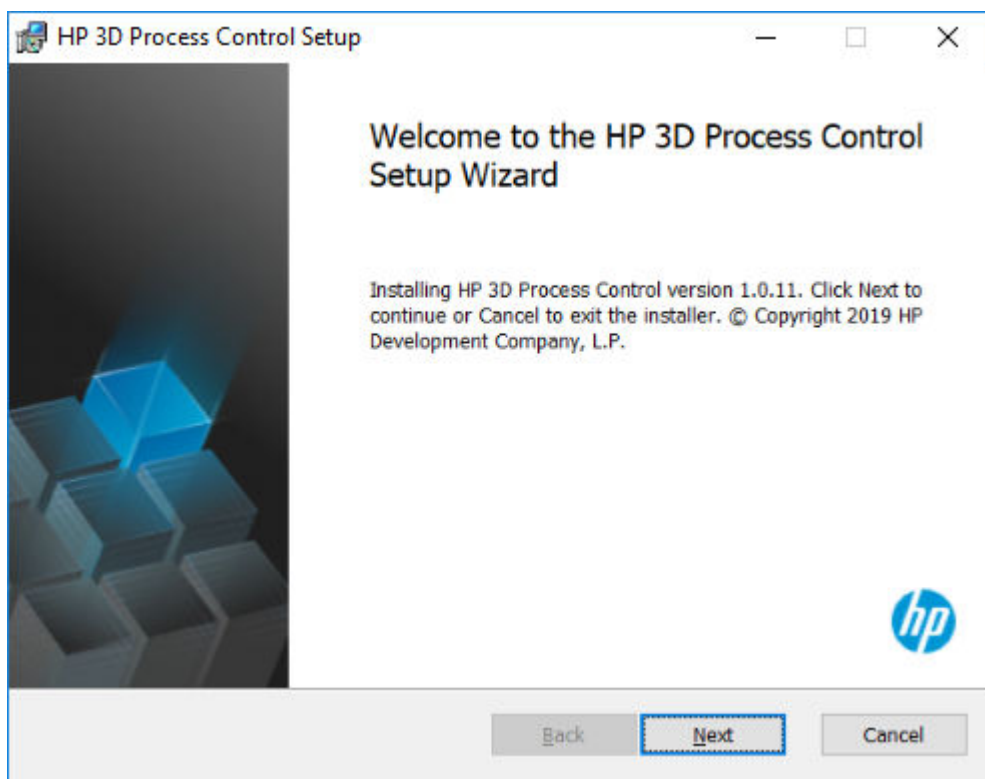 HP 3D Process Control Setup
Welcome to the HP 3D Process Control
Setup Wizard
Installing HP 3D Process Control version 1.0.11. Click Next to
continue or Cancel to exit the installer. © Copyright 2019 HP
Development Company, L.P.
hp
Back
Next
Cancel